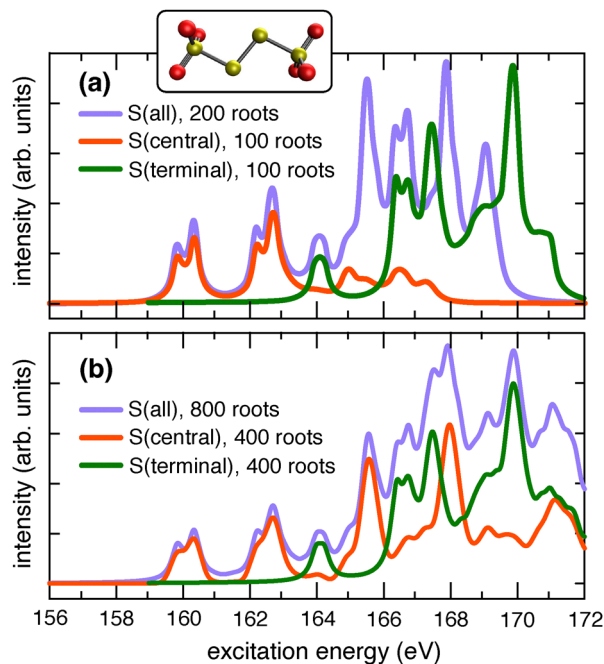 (a)
S(all), 200 roots
S(central), 100 roots
S(terminal), 100 roots
intensity (arb. units)
(b)
S(all), 800 roots
S(central), 400 roots
S(terminal), 400 roots
intensity (arb. units)
156 158 160 162 164 166 168 170 172
excitation energy (eV)